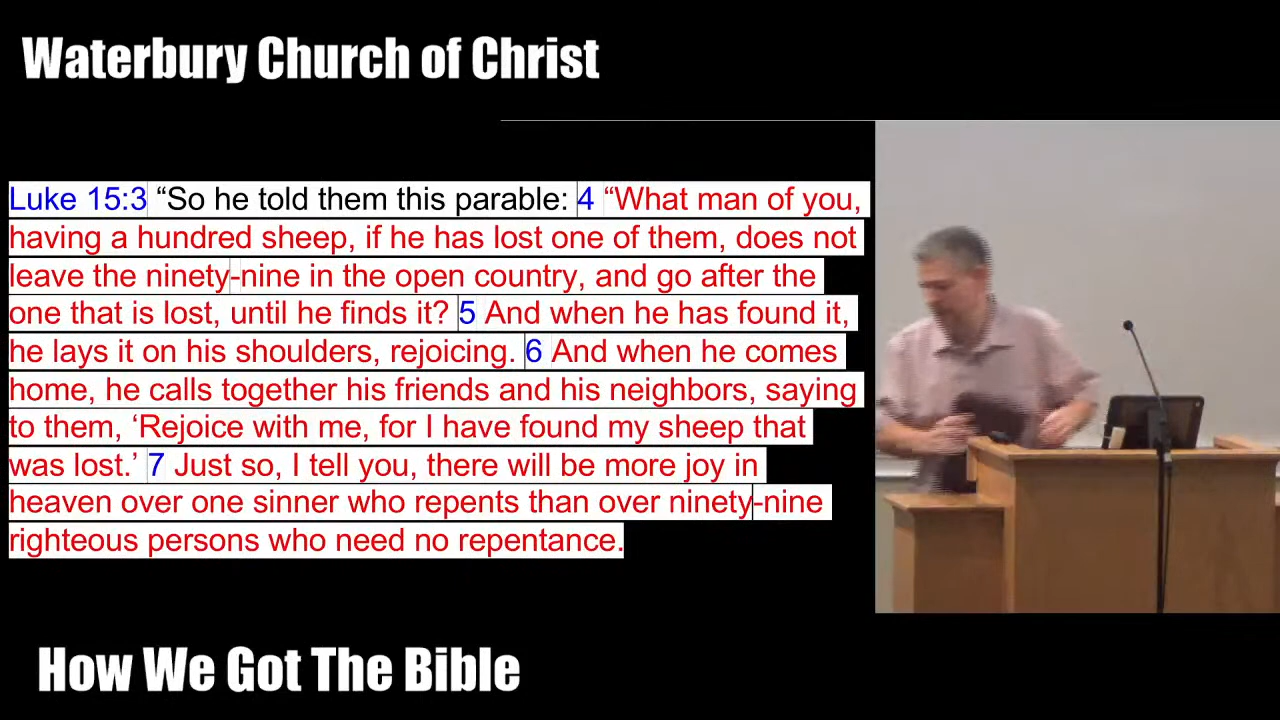 Waterbury Church of Christ
Luke 15:3 “So he told them this parable: 4 “What man of you,
having a hundred sheep, if he has lost one of them, does not
leave the ninety-nine in the open country, and go after the
one that is lost, until he finds it? 5 And when he has found it,
he lays it on his shoulders, rejoicing. 6 And when he comes
home, he calls together his friends and his neighbors, saying
to them, ‘Rejoice with me, for I have found my sheep that
was lost.’ 7 Just so, I tell you, there will be more joy in
heaven over one sinner who repents than over ninety-nine
righteous persons who need no repentance.
How We Got The Bible